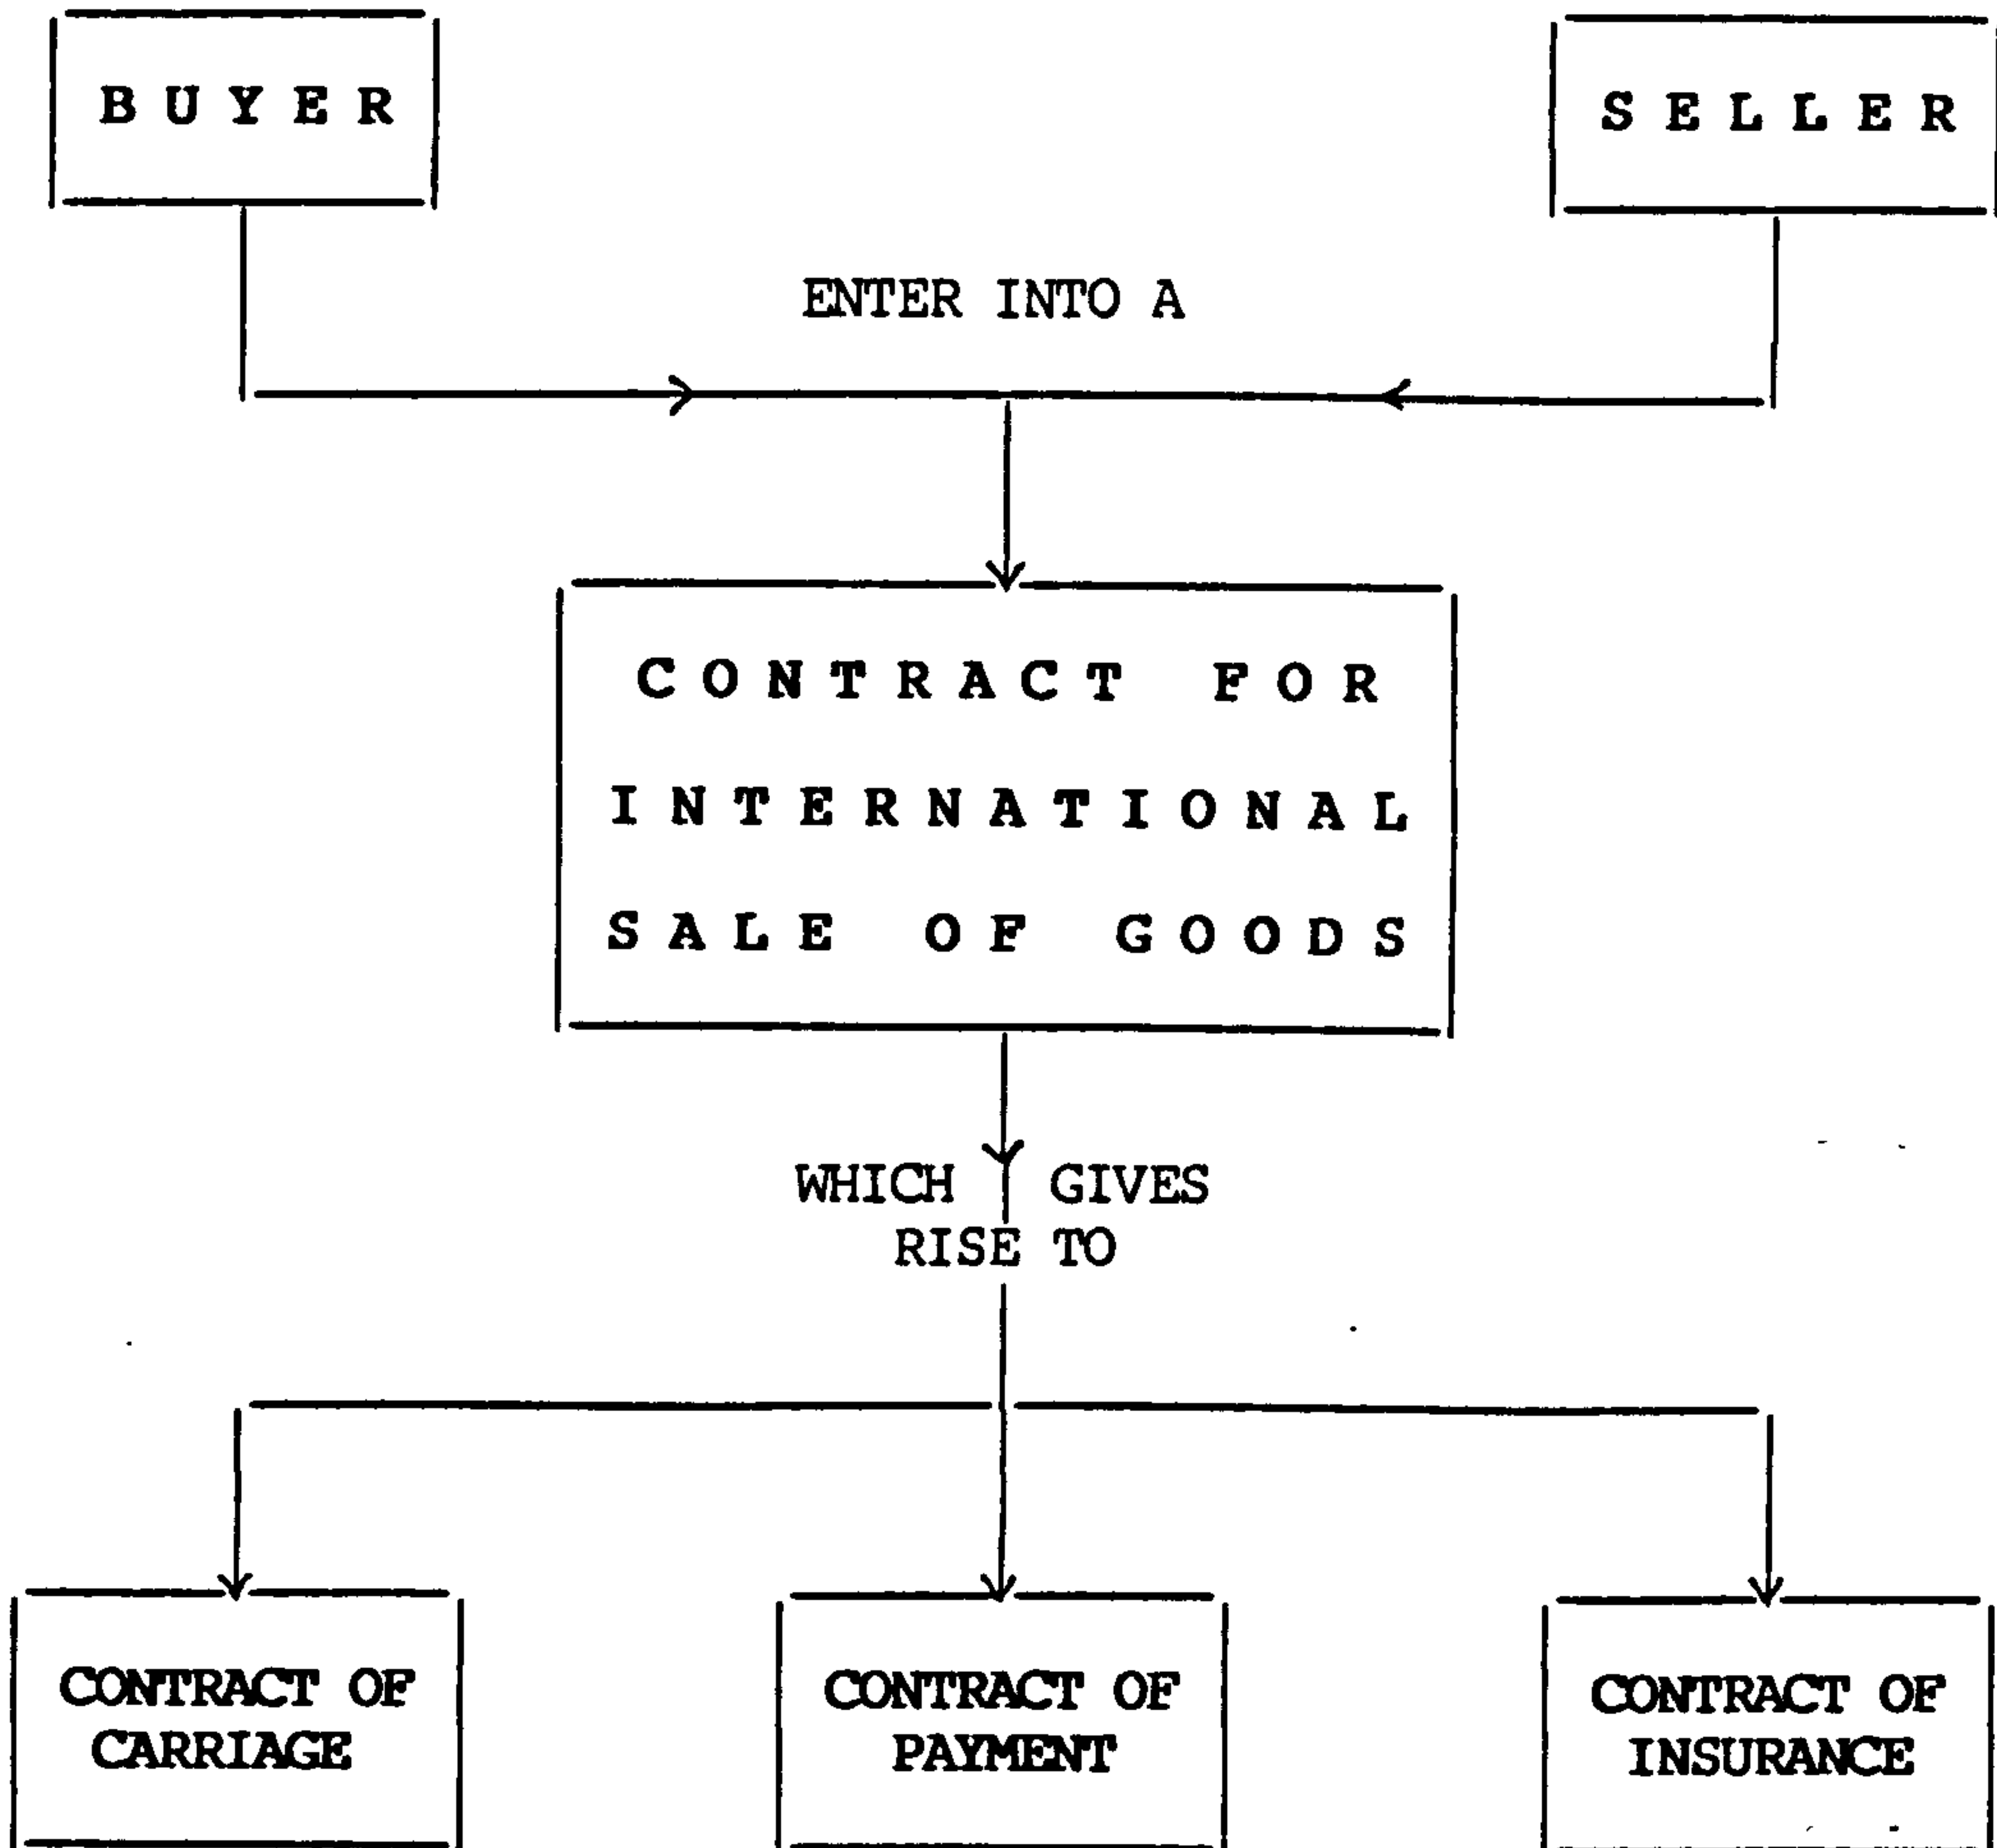 BUYER
SELLER
ENTER INTO A
CONTRACT FOR
INTERNATIONAL
SALE OF GOODS
WHICH GIVES
RISE TO
CONTRACT OF
CARRIAGE
CONTRACT OF
PAYMENT
CONTRACT OF
INSURANCE